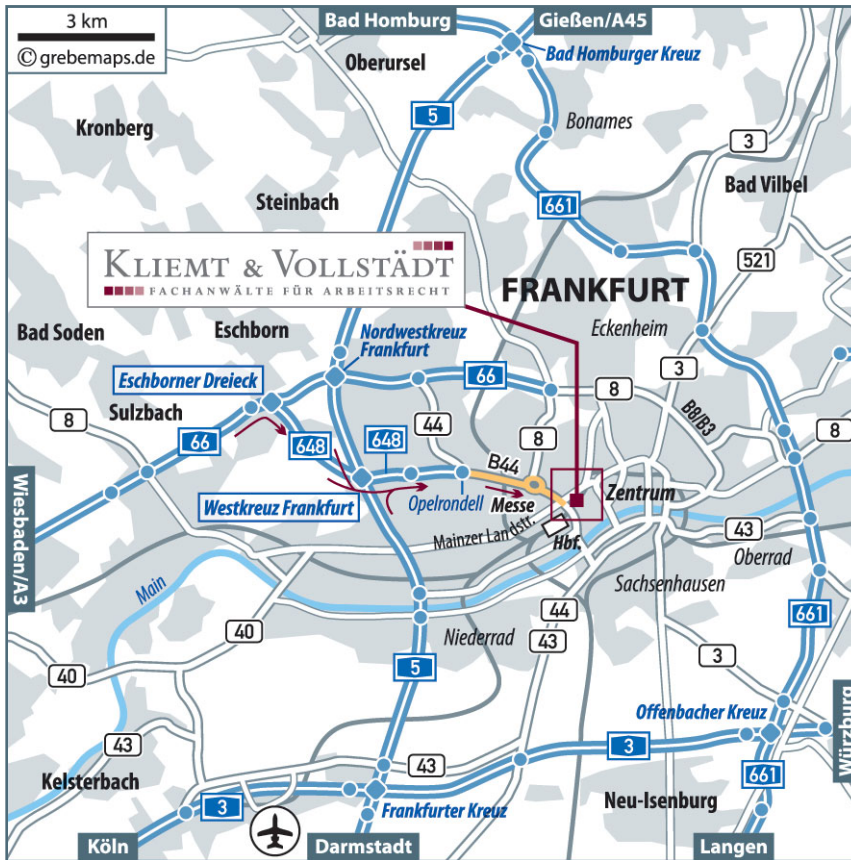 Bad Homburg
Gießen/A45
3 km
© grebemaps.de
Oberursel
Bad Homburger Kreuz
5
Bonames
Kronberg
3
Bad Vilbel
3
Steinbach
661
521
KLIEMT & VOLLSTÄDT
FACHANWÄLTE FÜR ARBEITSRECHT
FRANKFURT
Eckenheim
Bad Soden
Eschborn
Nordwestkreuz
Frankfurt
Eschborner Dreieck
66
3
8
Sulzbach
8
44
B8/B3
66
648
648
8
8
B44
Westkreuz Frankfurt
Opelrondell
Messe
Zentrum
Wiesbaden/A3
Mainzer Landstr.
Hbf.
43
Oberrad
Main
Sachsenhausen
44
661
40
Niederrad
43
40
5
3
Offenbacher Kreuz
Würzburg
43
43
3
Kelsterbach
661
3
Frankfurter Kreuz
Neu-Isenburg
Köln
Darmstadt
Langen